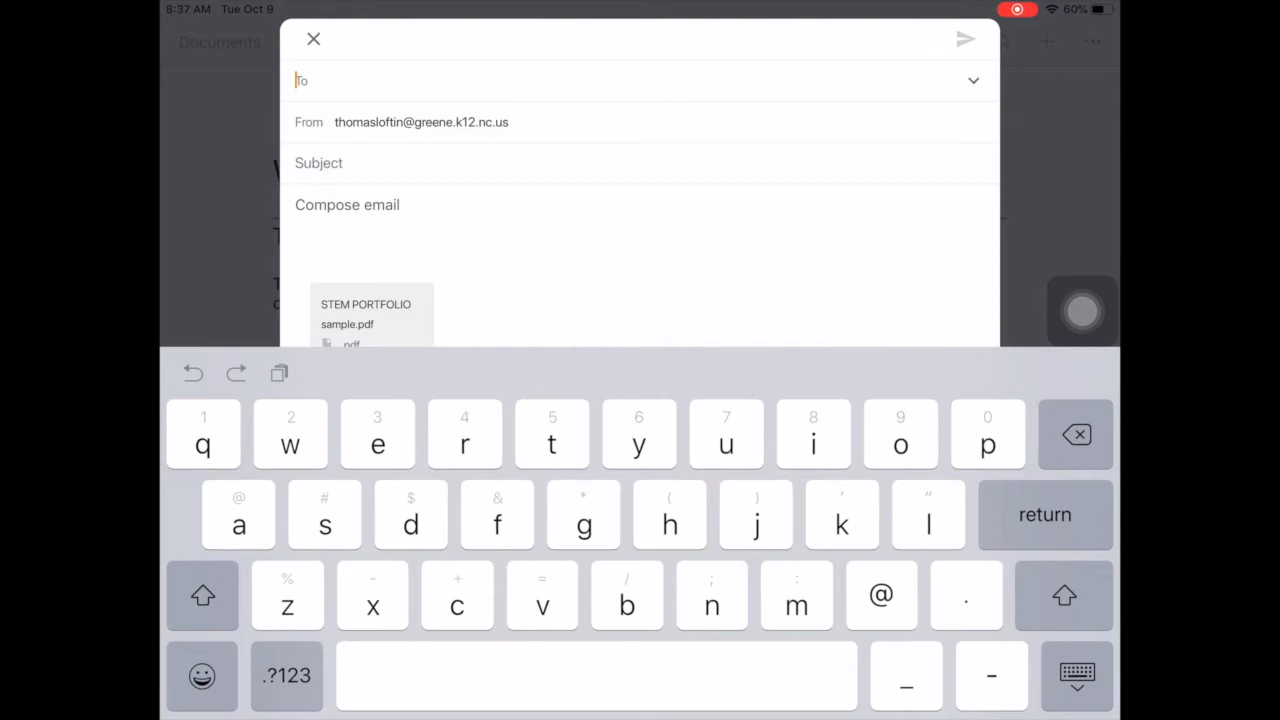 8:37 AM Tue Oct 9 60%
Documents
To
From thomasloftin@greene.k12.nc.us
Subject
Compose email
STEM PORTFOLIO
sample.pdf
pdf
1 2 3 4 5 6 7 8 9 0
q w e r t y u i o p
@ # $ & * ( ) ' "
a s d f g h j k l return
% - + = / ; :
z x c v b n m @ .
.?123 _ -